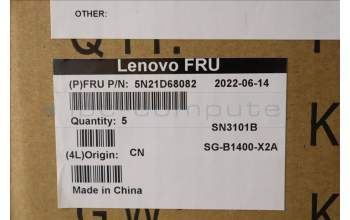 OTHER:
QTY.
Lenovo FRU
(P)FRU P/N: 5N21D68082 2022-06-14
Quantity: 5 SN3101B
(4L)Origin: CN SG-B1400-X2A
Made in China